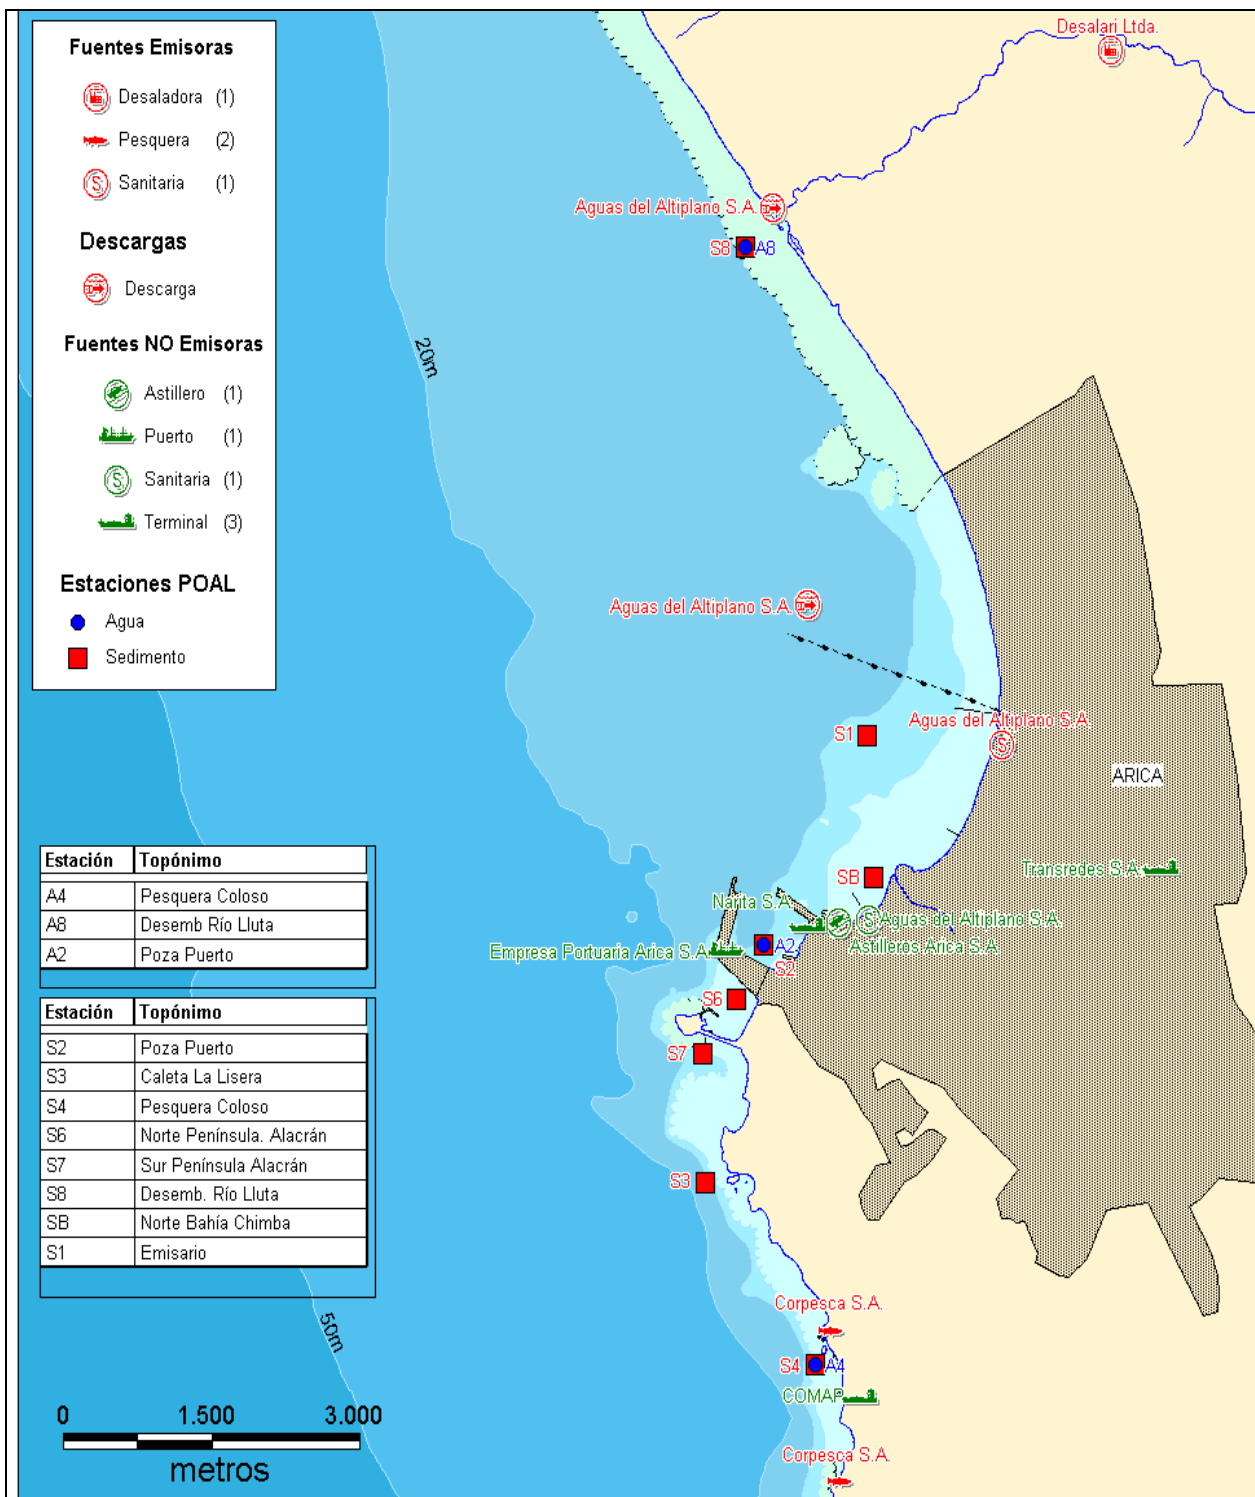 Fuentes Emisoras
Desaladora (1)
Pesquera (2)
Sanitaria (1)
Descargas
Descarga
Fuentes NO Emisoras
Astillero (1)
Puerto (1)
Sanitaria (1)
Terminal (3)
Estaciones POAL
Agua
Sedimento
Desalari Ltda.
Aguas del Altiplano S.A.
S8 A8
20m
Aguas del Altiplano S.A.
Aguas del Altiplano S.A.
S1
ARICA
SB
Transredes S.A.
Narita S.A.
Aguas del Altiplano S.A.
Astilleros Arica S.A.
Empresa Portuaria Arica S.A.
A2
S2
S6
S7
S3
Corpesca S.A.
S4 A4
COMAP
Corpesca S.A.
50m
Estación Topónimo
A4 Pesquera Coloso
A8 Desemb Río Lluta
A2 Poza Puerto
Estación Topónimo
S2 Poza Puerto
S3 Caleta La Lisera
S4 Pesquera Coloso
S6 Norte Península. Alacrán
S7 Sur Península Alacrán
S8 Desemb. Río Lluta
SB Norte Bahía Chimba
S1 Emisario
0 1.500 3.000
metros